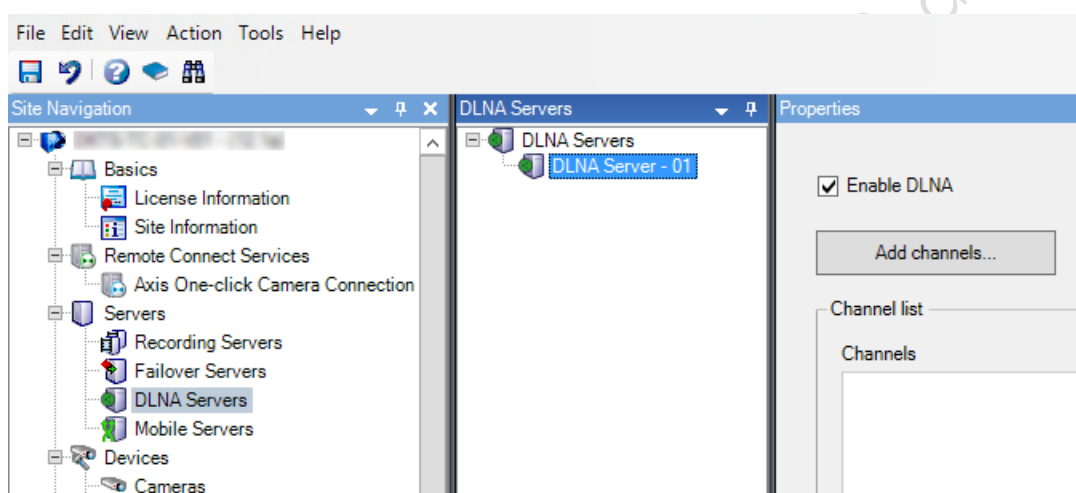 File Edit View Action Tools Help
Site Navigation
Basics
License Information
Site Information
Remote Connect Services
Axis One-click Camera Connection
Servers
Recording Servers
Failover Servers
DLNA Servers
Mobile Servers
Devices
Cameras
DLNA Servers
DLNA Servers
DLNA Server - 01
Properties
Enable DLNA
Add channels...
Channel list
Channels